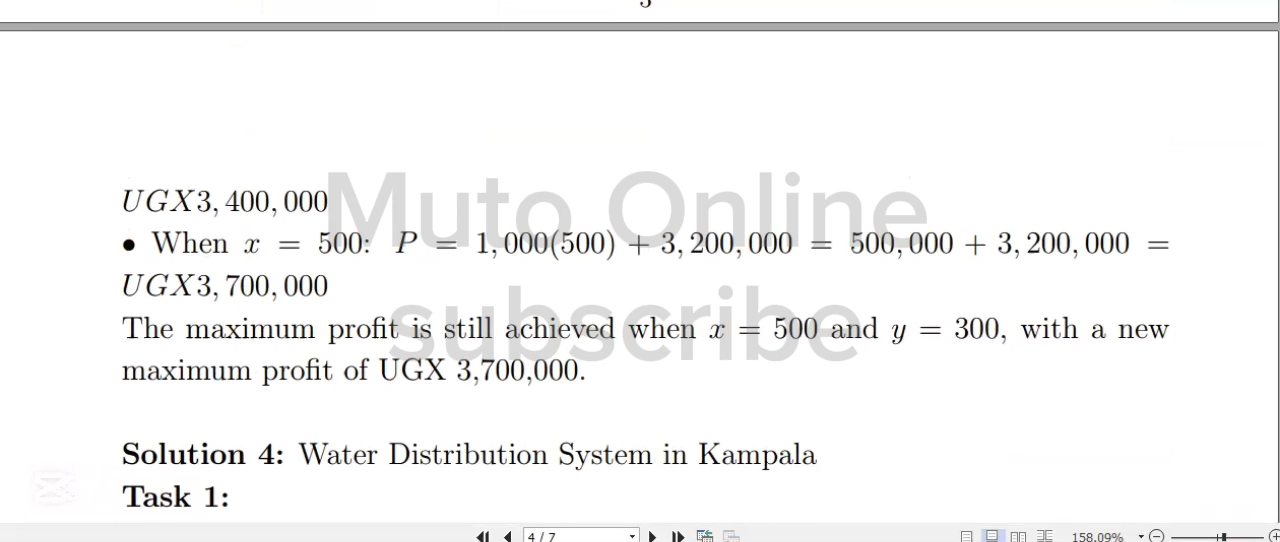 UGX3, 400, 000
• When x = 500: P = 1, 000(500) + 3, 200, 000 = 500, 000 + 3, 200, 000 =
UGX3, 700, 000
The maximum profit is still achieved when x = 500 and y = 300, with a new
maximum profit of UGX 3,700,000.
Muto Online
subscribe
Solution 4: Water Distribution System in Kampala
Task 1:
4 / 7
158.09%